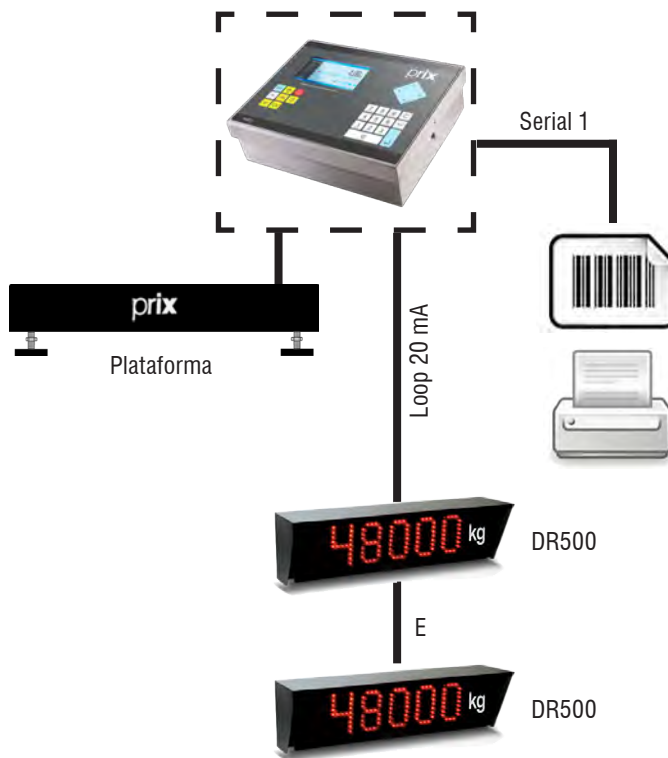 prix
Serial 1
prix
Plataforma
Loop 20 mA
48000 kg
DR500
E
48000 kg
DR500